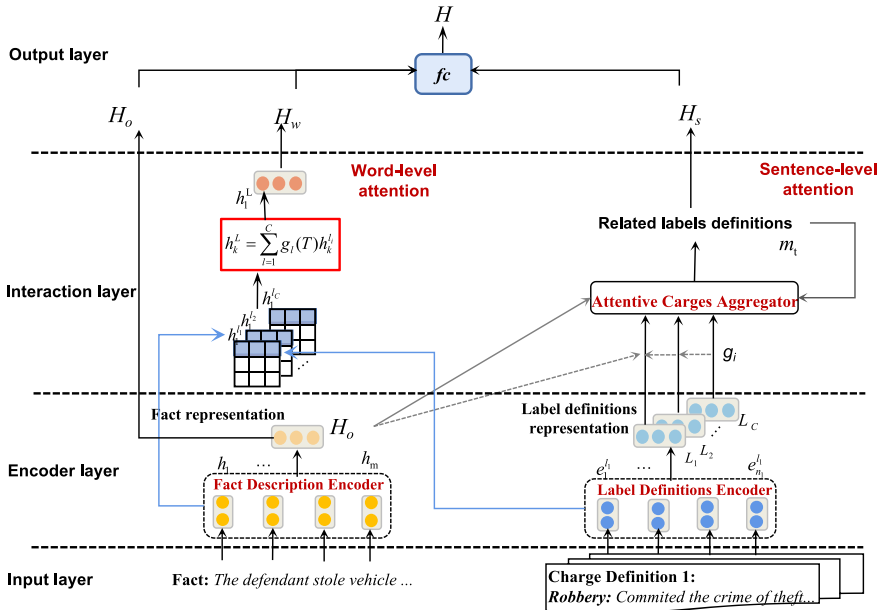 H
Output layer
fc
H_o
H_w
H_s
Word-level
attention
Sentence-level
attention
h_1^L
h_k^L = \sum_{l=1}^{C} g_l(T) h_k^{l_i}
Related labels definitions
m_t
Interaction layer
Attentive Carges Aggregator
h_1^{l_C}
h_1^{l_2}
h_1^{l_1}
g_i
Fact representation
H_o
Label definitions
representation
L_C
L_2
L_1
Encoder layer
h_1 ... h_m
e_1^{l_1} ... e_{n_1}^{l_1}
Fact Description Encoder
Label Definitions Encoder
Input layer
Fact: The defendant stole vehicle ...
Charge Definition 1:
Robbery: Commited the crime of theft...